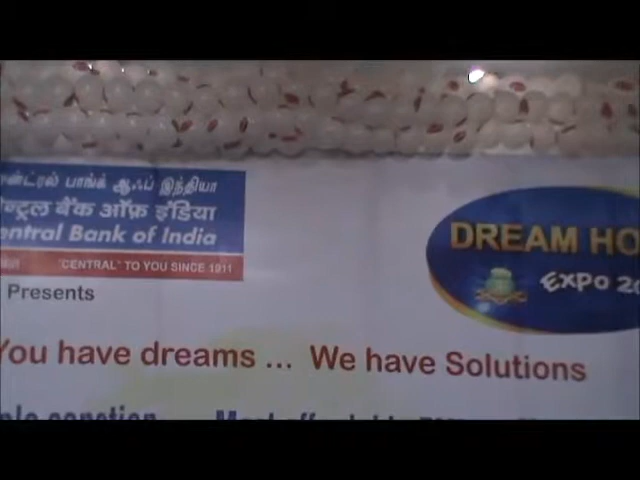 பாங்க் ஆஃப் இந்தியா
सेन्ट्रल बैंक ऑफ़ इंडिया
entral Bank of India
"CENTRAL" TO YOU SINCE 1911
Presents
DREAM HO
EXPO 20
You have dreams ... We have Solutions